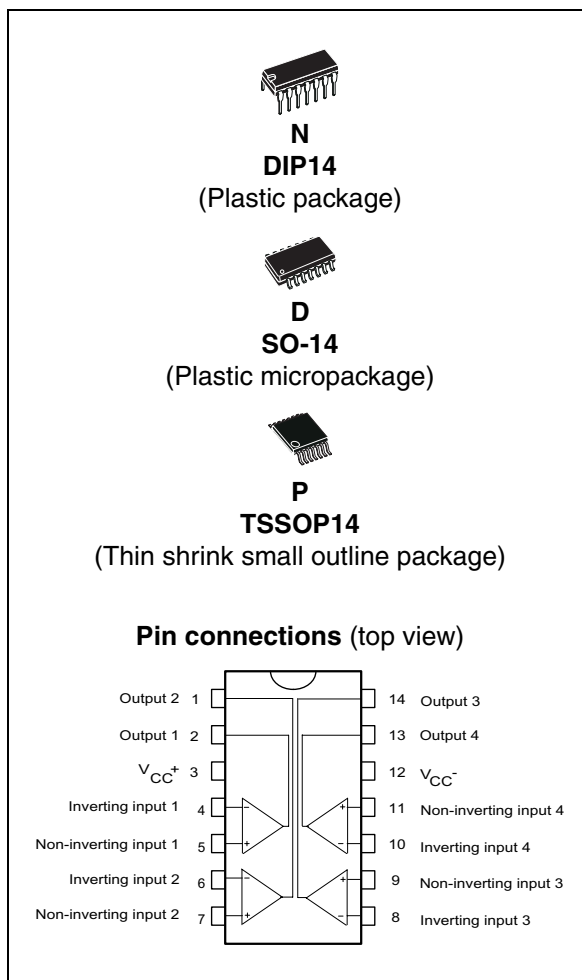 N
DIP14
(Plastic package)
D
SO-14
(Plastic micropackage)
P
TSSOP14
(Thin shrink small outline package)
Pin connections (top view)
Output 2 1 14 Output 3
Output 1 2 13 Output 4
VCC+ 3 12 VCC-
Inverting input 1 4 - + 11 Non-inverting input 4
Non-inverting input 1 5 + - 10 Inverting input 4
Inverting input 2 6 - + 9 Non-inverting input 3
Non-inverting input 2 7 + - 8 Inverting input 3